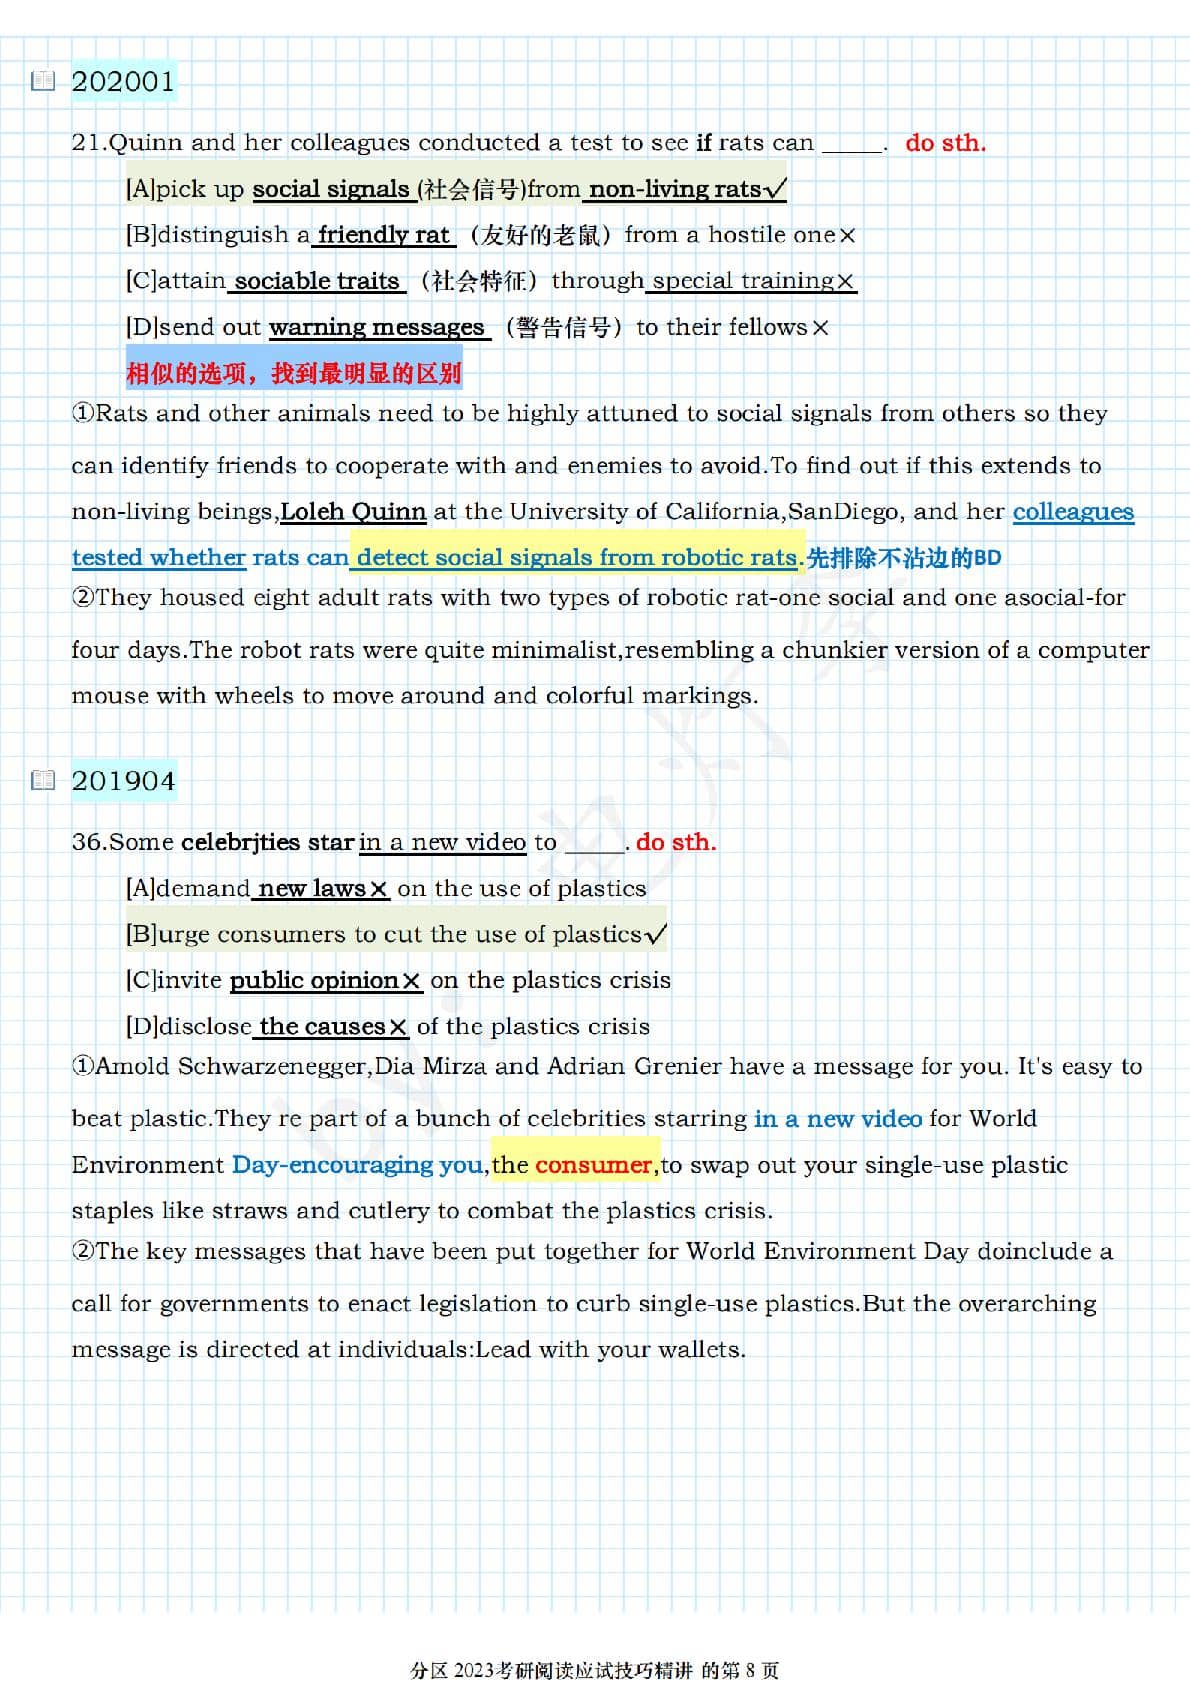 202001
21.Quinn and her colleagues conducted a test to see if rats can _____. do sth.
[A]pick up social signals (社会信号)from non-living rats✓
[B]distinguish a friendly rat （友好的老鼠）from a hostile one×
[C]attain sociable traits （社会特征）through special training×
[D]send out warning messages （警告信号）to their fellows×
相似的选项，找到最明显的区别
①Rats and other animals need to be highly attuned to social signals from others so they
can identify friends to cooperate with and enemies to avoid.To find out if this extends to
non-living beings,Loleh Quinn at the University of California,SanDiego, and her colleagues
tested whether rats can detect social signals from robotic rats.先排除不沾边的BD
②They housed eight adult rats with two types of robotic rat-one social and one asocial-for
four days.The robot rats were quite minimalist,resembling a chunkier version of a computer
mouse with wheels to move around and colorful markings.
201904
36.Some celebrjties star in a new video to _____. do sth.
[A]demand new laws× on the use of plastics
[B]urge consumers to cut the use of plastics✓
[C]invite public opinion× on the plastics crisis
[D]disclose the causes× of the plastics crisis
①Arnold Schwarzenegger,Dia Mirza and Adrian Grenier have a message for you. It's easy to
beat plastic.They re part of a bunch of celebrities starring in a new video for World
Environment Day-encouraging you,the consumer,to swap out your single-use plastic
staples like straws and cutlery to combat the plastics crisis.
②The key messages that have been put together for World Environment Day doinclude a
call for governments to enact legislation to curb single-use plastics.But the overarching
message is directed at individuals:Lead with your wallets.
分区 2023考研阅读应试技巧精讲 的第 8 页